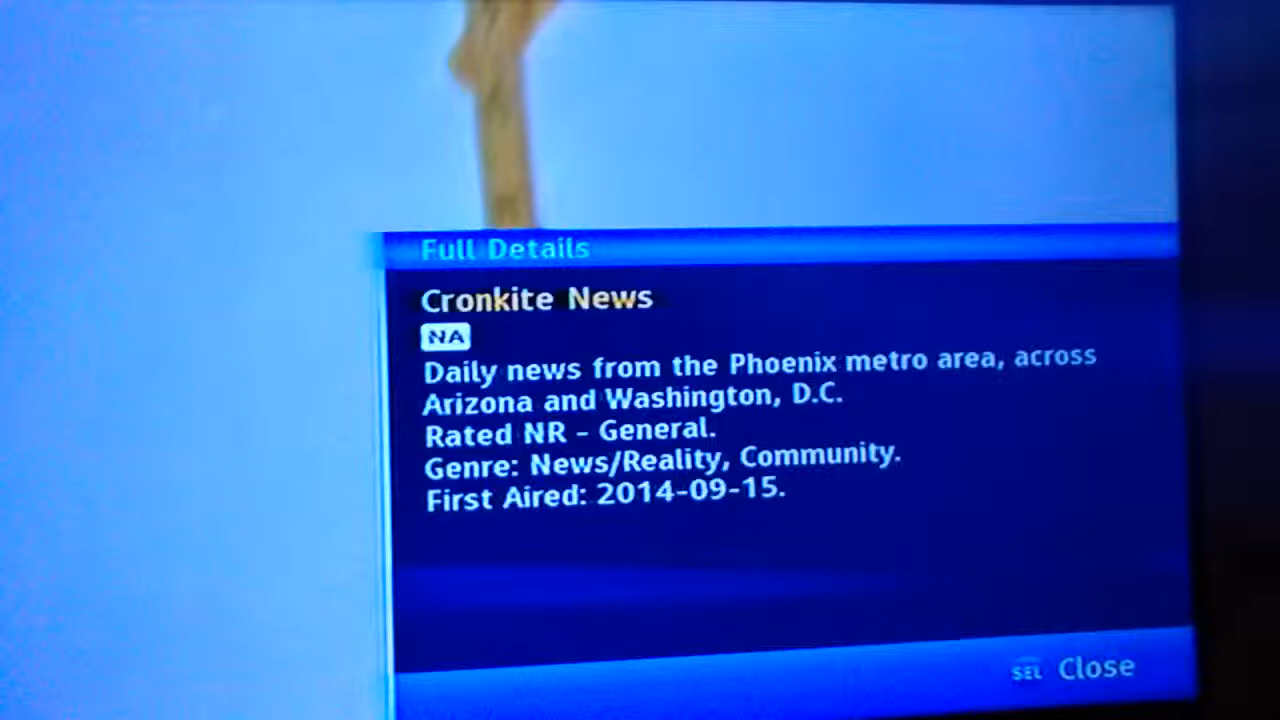 Full Details
Cronkite News
NA
Daily news from the Phoenix metro area, across
Arizona and Washington, D.C.
Rated NR - General.
Genre: News/Reality, Community.
First Aired: 2014-09-15.
SEL Close